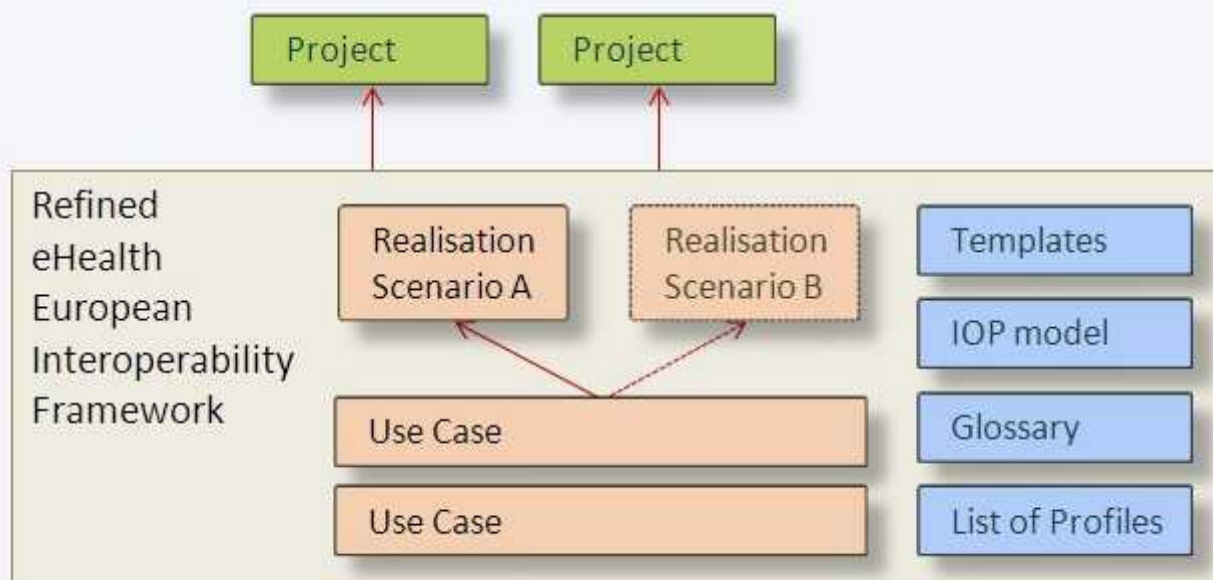 Project
Project
Refined
eHealth
European
Interoperability
Framework
Realisation
Scenario A
Realisation
Scenario B
Use Case
Use Case
Templates
IOP model
Glossary
List of Profiles